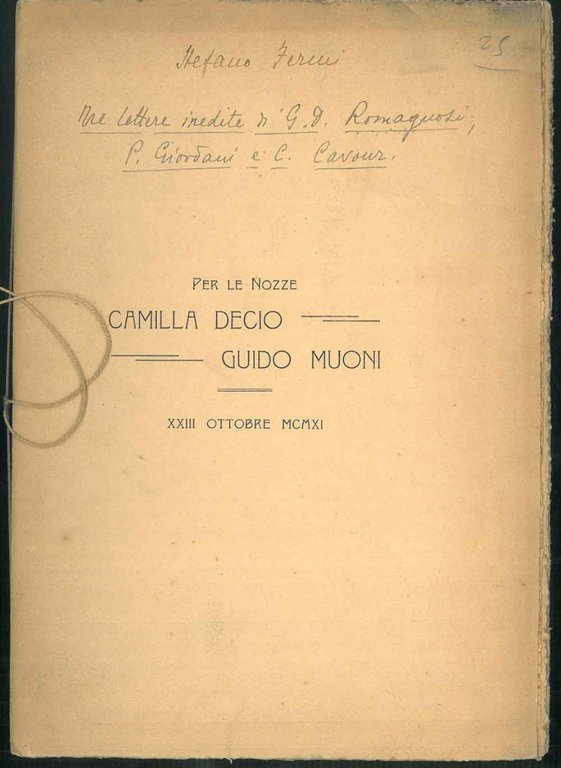 Stefano Fermi
25
Tre lettere inedite di G. D. Romagnosi,
P. Giordani e C. Cavour.
PER LE NOZZE
CAMILLA DECIO
GUIDO MUONI
XXIII OTTOBRE MCMXI